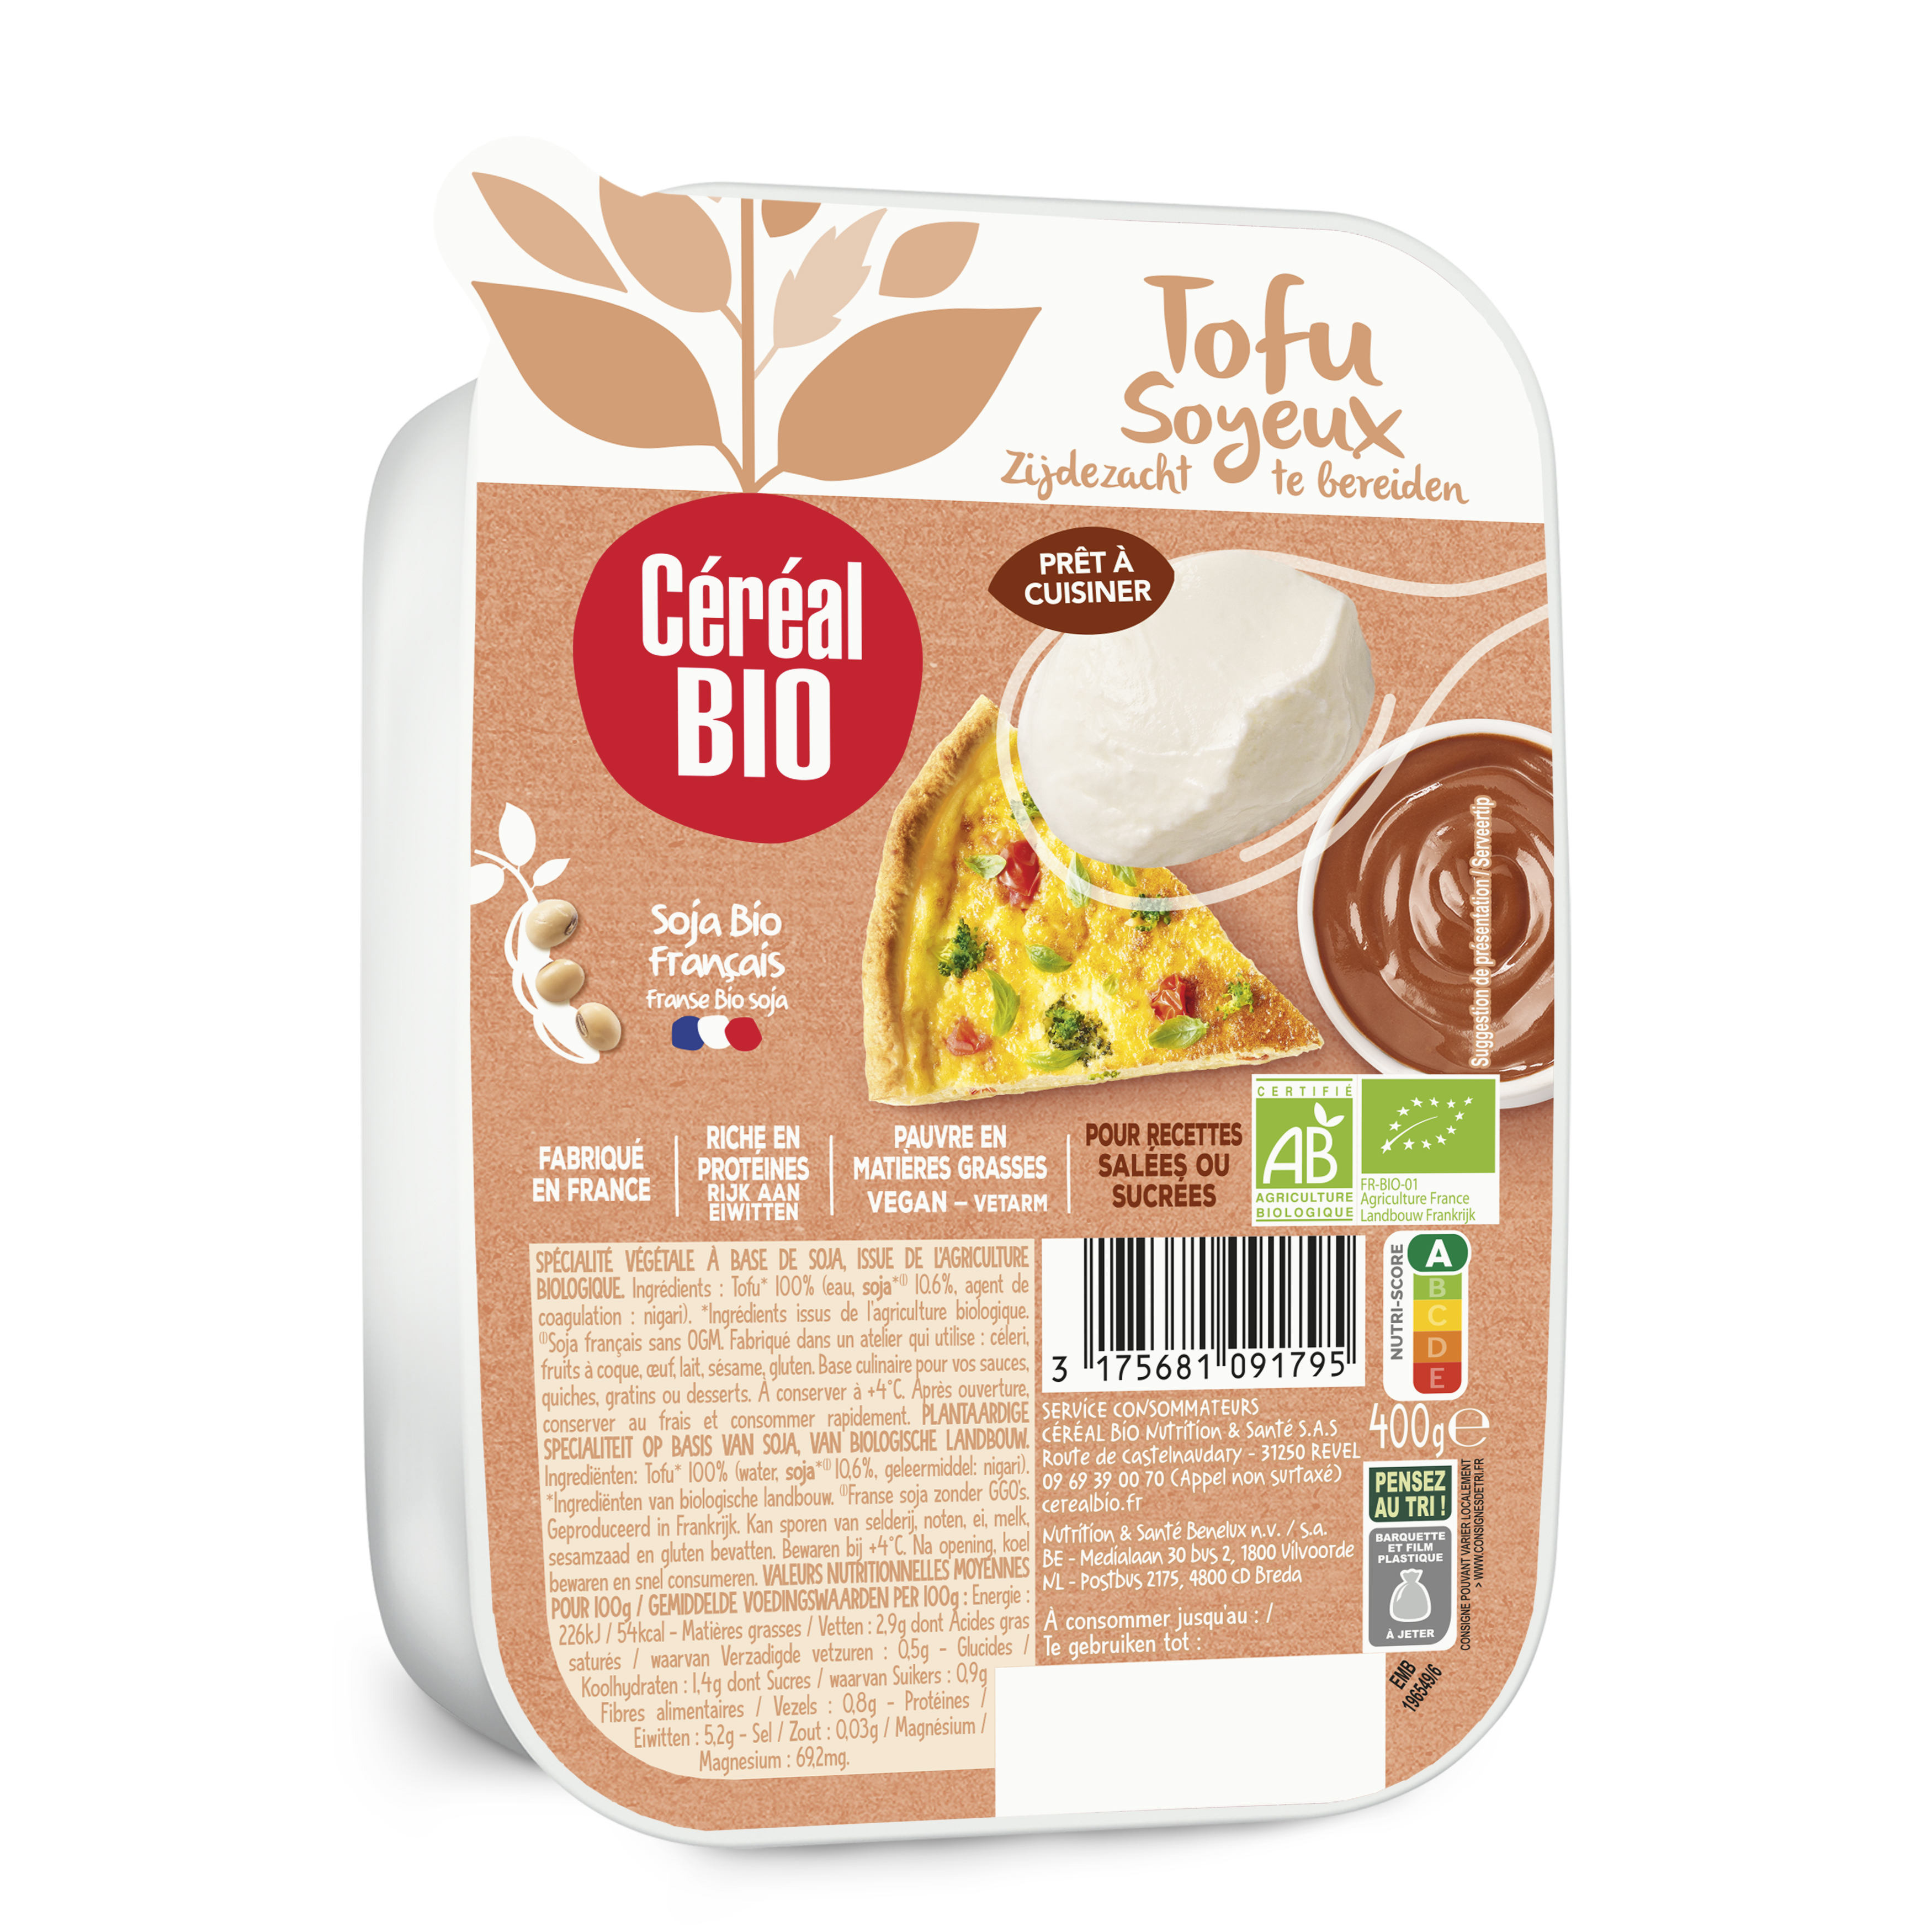 Tofu
Soyeux
Zijdezacht te bereiden
PRÊT À
CUISINER
Céréal
BIO
Soja Bio
Français
Franse Bio soja
Suggestion de présentation / Serveertip
FABRIQUÉ
EN FRANCE
RICHE EN
PROTÉINES
RIJK AAN
EIWITTEN
PAUVRE EN
MATIÈRES GRASSES
VEGAN – VETARM
POUR RECETTES
SALÉES OU
SUCRÉES
CERTIFIÉ
AB
AGRICULTURE
BIOLOGIQUE
FR-BIO-01
Agriculture France
Landbouw Frankrijk
SPÉCIALITÉ VÉGÉTALE À BASE DE SOJA, ISSUE DE L'AGRICULTURE
BIOLOGIQUE. Ingrédients : Tofu* 100% (eau, soja*⁽¹⁾ 10.6%, agent de
coagulation : nigari). *Ingrédients issus de l'agriculture biologique.
⁽¹⁾Soja français sans OGM. Fabriqué dans un atelier qui utilise : céleri,
fruits à coque, œuf, lait, sésame, gluten. Base culinaire pour vos sauces,
quiches, gratins ou desserts. À conserver à +4°C. Après ouverture,
conserver au frais et consommer rapidement. PLANTAARDIGE
SPECIALITEIT OP BASIS VAN SOJA, VAN BIOLOGISCHE LANDBOUW.
Ingrediënten: Tofu* 100% (water, soja*⁽¹⁾ 10,6%, geleermiddel: nigari).
*Ingrediënten van biologische landbouw. ⁽¹⁾Franse soja zonder GGO's.
Geproduceerd in Frankrijk. Kan sporen van selderij, noten, ei, melk,
sesamzaad en gluten bevatten. Bewaren bij +4°C. Na opening, koel
bewaren en snel consumeren. VALEURS NUTRITIONNELLES MOYENNES
POUR 100g / GEMIDDELDE VOEDINGSWAARDEN PER 100g : Energie :
226kJ / 54kcal – Matières grasses / Vetten : 2,9g dont Acides gras
saturés / waarvan Verzadigde vetzuren : 0,5g – Glucides /
Koolhydraten : 1,4g dont Sucres / waarvan Suikers : 0,9g
Fibres alimentaires / Vezels : 0,8g – Protéines /
Eiwitten : 5,2g – Sel / Zout : 0,03g / Magnésium /
Magnesium : 69,2mg.
3 175681 091795
SERVICE CONSOMMATEURS
CÉRÉAL BIO Nutrition & Santé S.A.S
Route de Castelnaudary - 31250 REVEL
09 69 39 00 70 (Appel non surtaxé)
cerealbio.fr
Nutrition & Santé Benelux n.v. / s.a.
BE - Medialaan 30 bus 2, 1800 Vilvoorde
NL - Postbus 2175, 4800 CD Breda
À consommer jusqu'au : /
Te gebruiken tot :
NUTRI-SCORE
A
B
C
D
E
400g℮
PENSEZ
AU TRI !
BARQUETTE
ET FILM
PLASTIQUE
À JETER
CONSIGNE POUVANT VARIER LOCALEMENT
> WWW.CONSIGNESDETRI.FR
EMB
196549/6